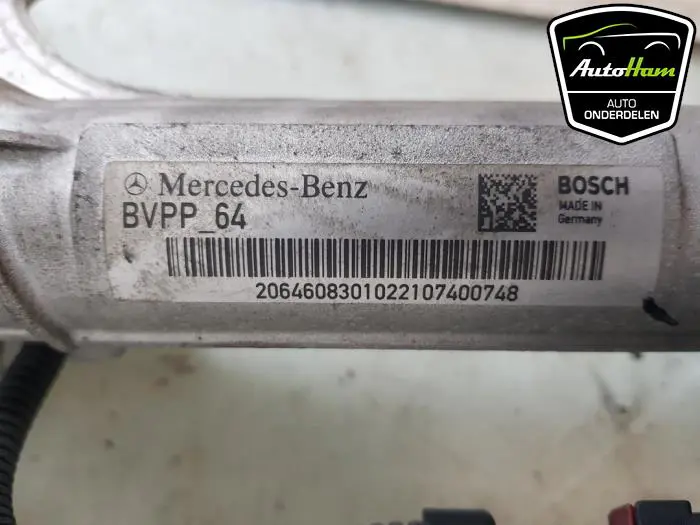 AutoHam
AUTO
ONDERDELEN
Mercedes-Benz
BVPP_64
BOSCH
MADE IN
Germany
2064608301022107400748